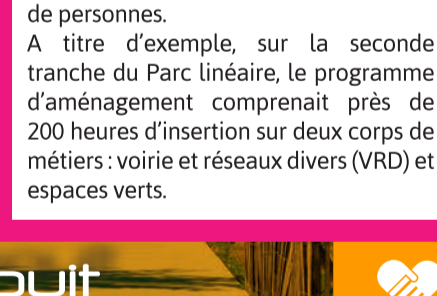 de personnes.
A titre d'exemple, sur la seconde
tranche du Parc linéaire, le programme
d'aménagement comprenait près de
200 heures d'insertion sur deux corps de
métiers : voirie et réseaux divers (VRD) et
espaces verts.